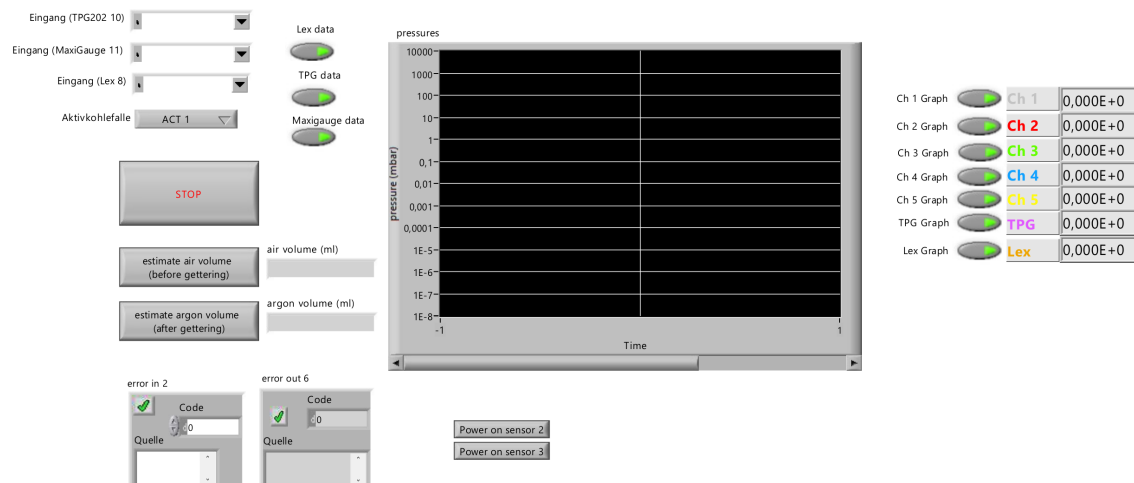 Eingang (TPG202 10)
Eingang (MaxiGauge 11)
Eingang (Lex 8)
Aktivkohlefalle
ACT 1
Lex data
TPG data
Maxigauge data
STOP
estimate air volume
(before gettering)
air volume (ml)
estimate argon volume
(after gettering)
argon volume (ml)
pressures
pressure (mbar)
10000
1000
100
10
1
0,1
0,01
0,001
0,0001
1E-5
1E-6
1E-7
1E-8
-1
1
Time
Ch 1 Graph
Ch 1
0,000E+0
Ch 2 Graph
Ch 2
0,000E+0
Ch 3 Graph
Ch 3
0,000E+0
Ch 4 Graph
Ch 4
0,000E+0
Ch 5 Graph
Ch 5
0,000E+0
TPG Graph
TPG
0,000E+0
Lex Graph
Lex
0,000E+0
error in 2
Code
0
Quelle
error out 6
Code
0
Quelle
Power on sensor 2
Power on sensor 3